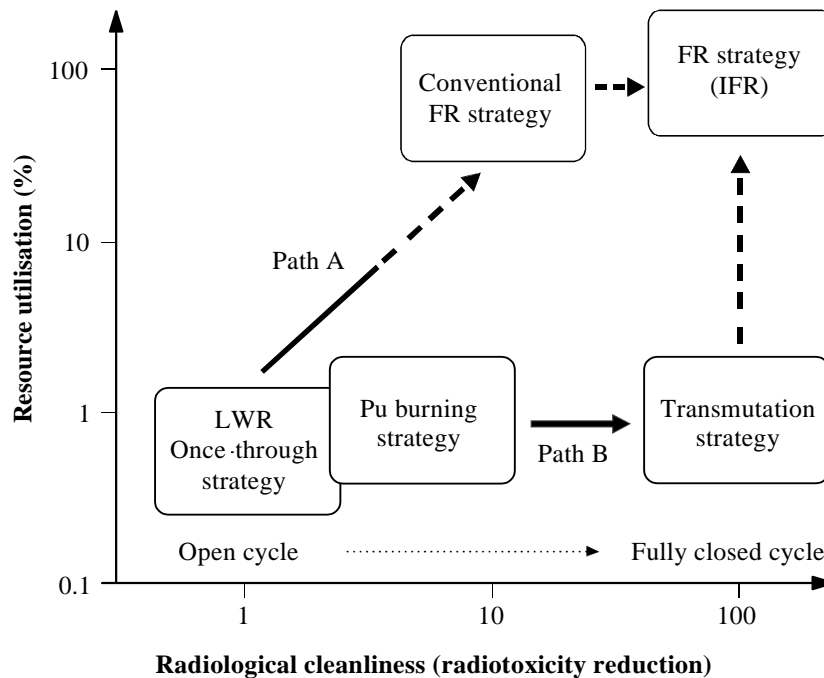 100
10
1
0.1
Resource utilisation (%)
Conventional
FR strategy
FR strategy
(IFR)
Path A
LWR
Once-through
strategy
Pu burning
strategy
Path B
Transmutation
strategy
Open cycle
Fully closed cycle
1
10
100
Radiological cleanliness (radiotoxicity reduction)